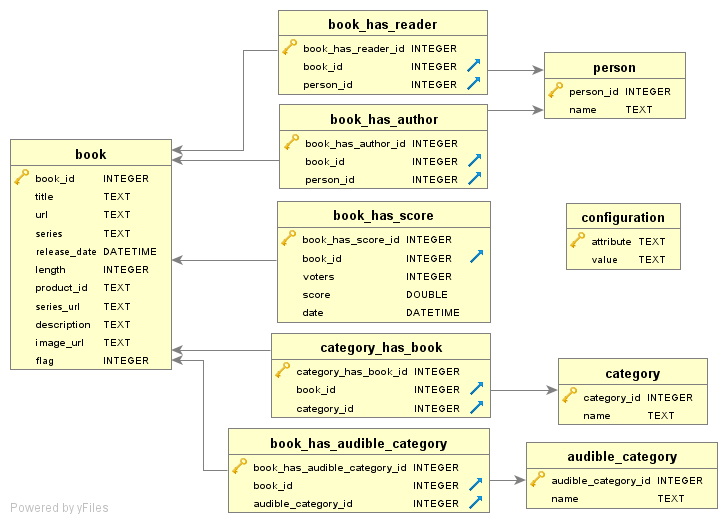 book_has_reader
book_has_reader_id INTEGER
book_id INTEGER
person_id INTEGER
person
person_id INTEGER
name TEXT
book_has_author
book_has_author_id INTEGER
book_id INTEGER
person_id INTEGER
book
book_id INTEGER
title TEXT
url TEXT
series TEXT
release_date DATETIME
length INTEGER
product_id TEXT
series_url TEXT
description TEXT
image_url TEXT
flag INTEGER
book_has_score
book_has_score_id INTEGER
book_id INTEGER
voters INTEGER
score DOUBLE
date DATETIME
configuration
attribute TEXT
value TEXT
category_has_book
category_has_book_id INTEGER
book_id INTEGER
category_id INTEGER
category
category_id INTEGER
name TEXT
book_has_audible_category
book_has_audible_category_id INTEGER
book_id INTEGER
audible_category_id INTEGER
audible_category
audible_category_id INTEGER
name TEXT
Powered by yFiles